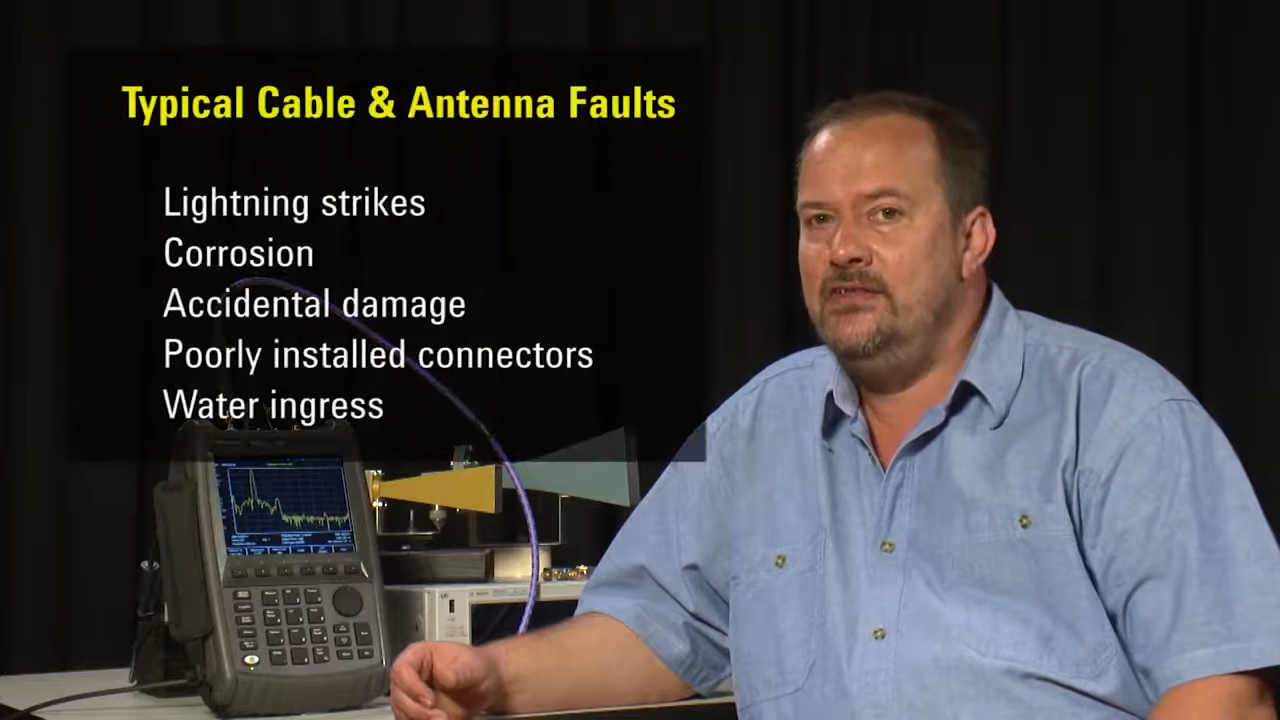 Typical Cable & Antenna Faults
Lightning strikes
Corrosion
Accidental damage
Poorly installed connectors
Water ingress